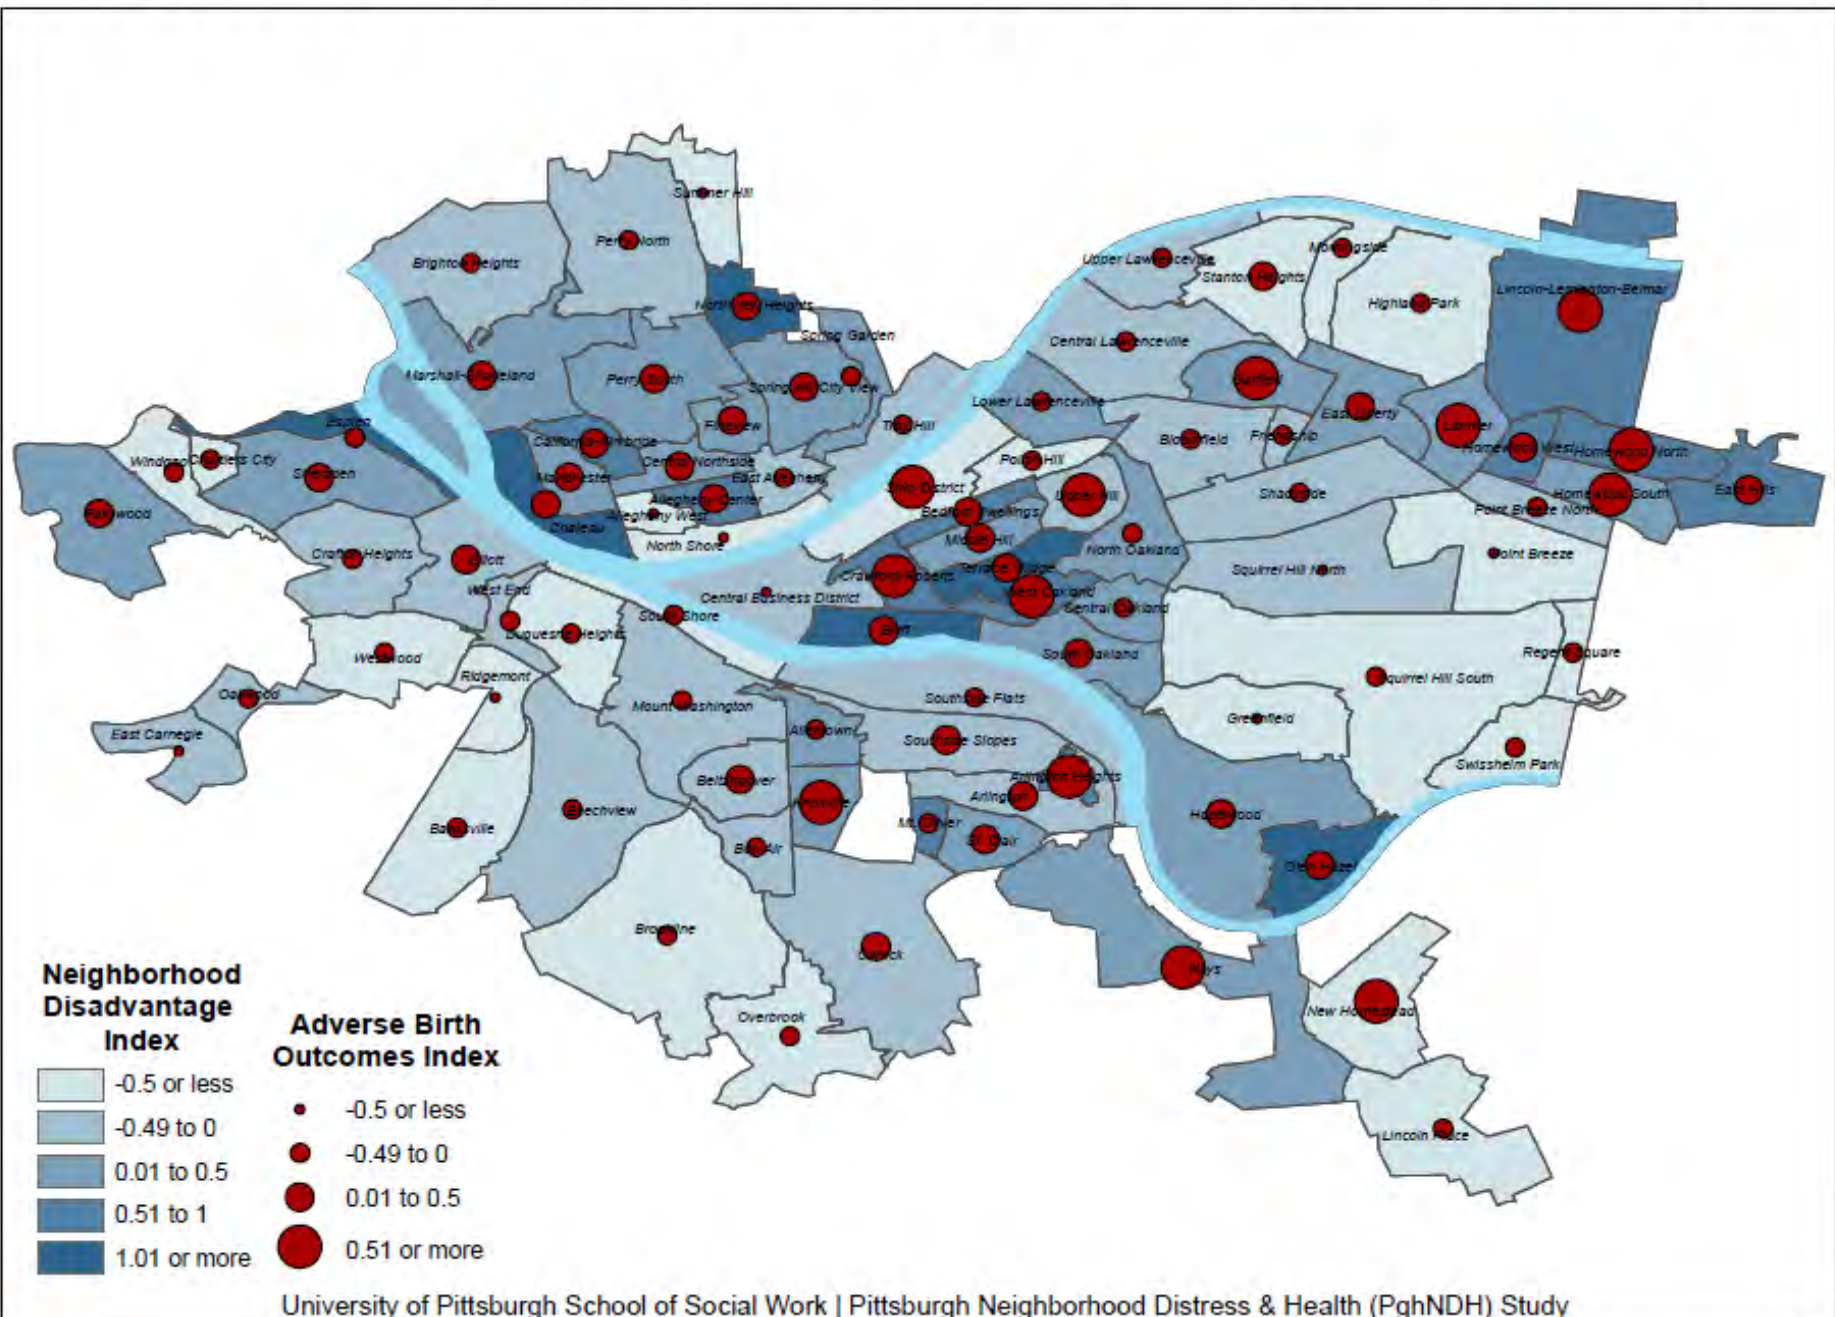 Summer Hill
Perry North
Brighton Heights
Upper Lawrenceville
Morningside
Stanton Heights
Highland Park
Lincoln-Lemington-Belmar
Northview Heights
Spring Garden
Central Lawrenceville
Marshall-Shadeland
Perry South
Spring Hill-City View
Garfield
Lower Lawrenceville
East Liberty
Fineview
Troy Hill
Larimer
Esplen
California-Kirkbride
Bloomfield
Friendship
Homewood West
Homewood North
Windgap
Chartiers City
Central Northside
Polish Hill
Sheraden
Manchester
East Allegheny
Strip District
Upper Hill
Shadyside
Homewood South
East Hills
Fairywood
Allegheny Center
Allegheny West
Bedford Dwellings
Point Breeze North
Chateau
North Shore
Middle Hill
North Oakland
Crafton Heights
Elliott
Point Breeze
Terrace Village
Squirrel Hill North
Crawford-Roberts
West End
Central Business District
West Oakland
Central Oakland
South Shore
Duquesne Heights
Bluff
Westwood
South Oakland
Regent Square
Ridgemont
Squirrel Hill South
Oakwood
Mount Washington
Southside Flats
Greenfield
East Carnegie
Allentown
Southside Slopes
Swisshelm Park
Beltzhoover
Arlington Heights
Arlington
Knoxville
Beechview
Hazelwood
Banksville
Mt. Oliver
St. Clair
Bon Air
Glen Hazel
Brookline
Carrick
Hays
Overbrook
New Homestead
Lincoln Place
Neighborhood
Disadvantage
Index
-0.5 or less
-0.49 to 0
0.01 to 0.5
0.51 to 1
1.01 or more
Adverse Birth
Outcomes Index
-0.5 or less
-0.49 to 0
0.01 to 0.5
0.51 or more
University of Pittsburgh School of Social Work | Pittsburgh Neighborhood Distress & Health (PghNDH) Study